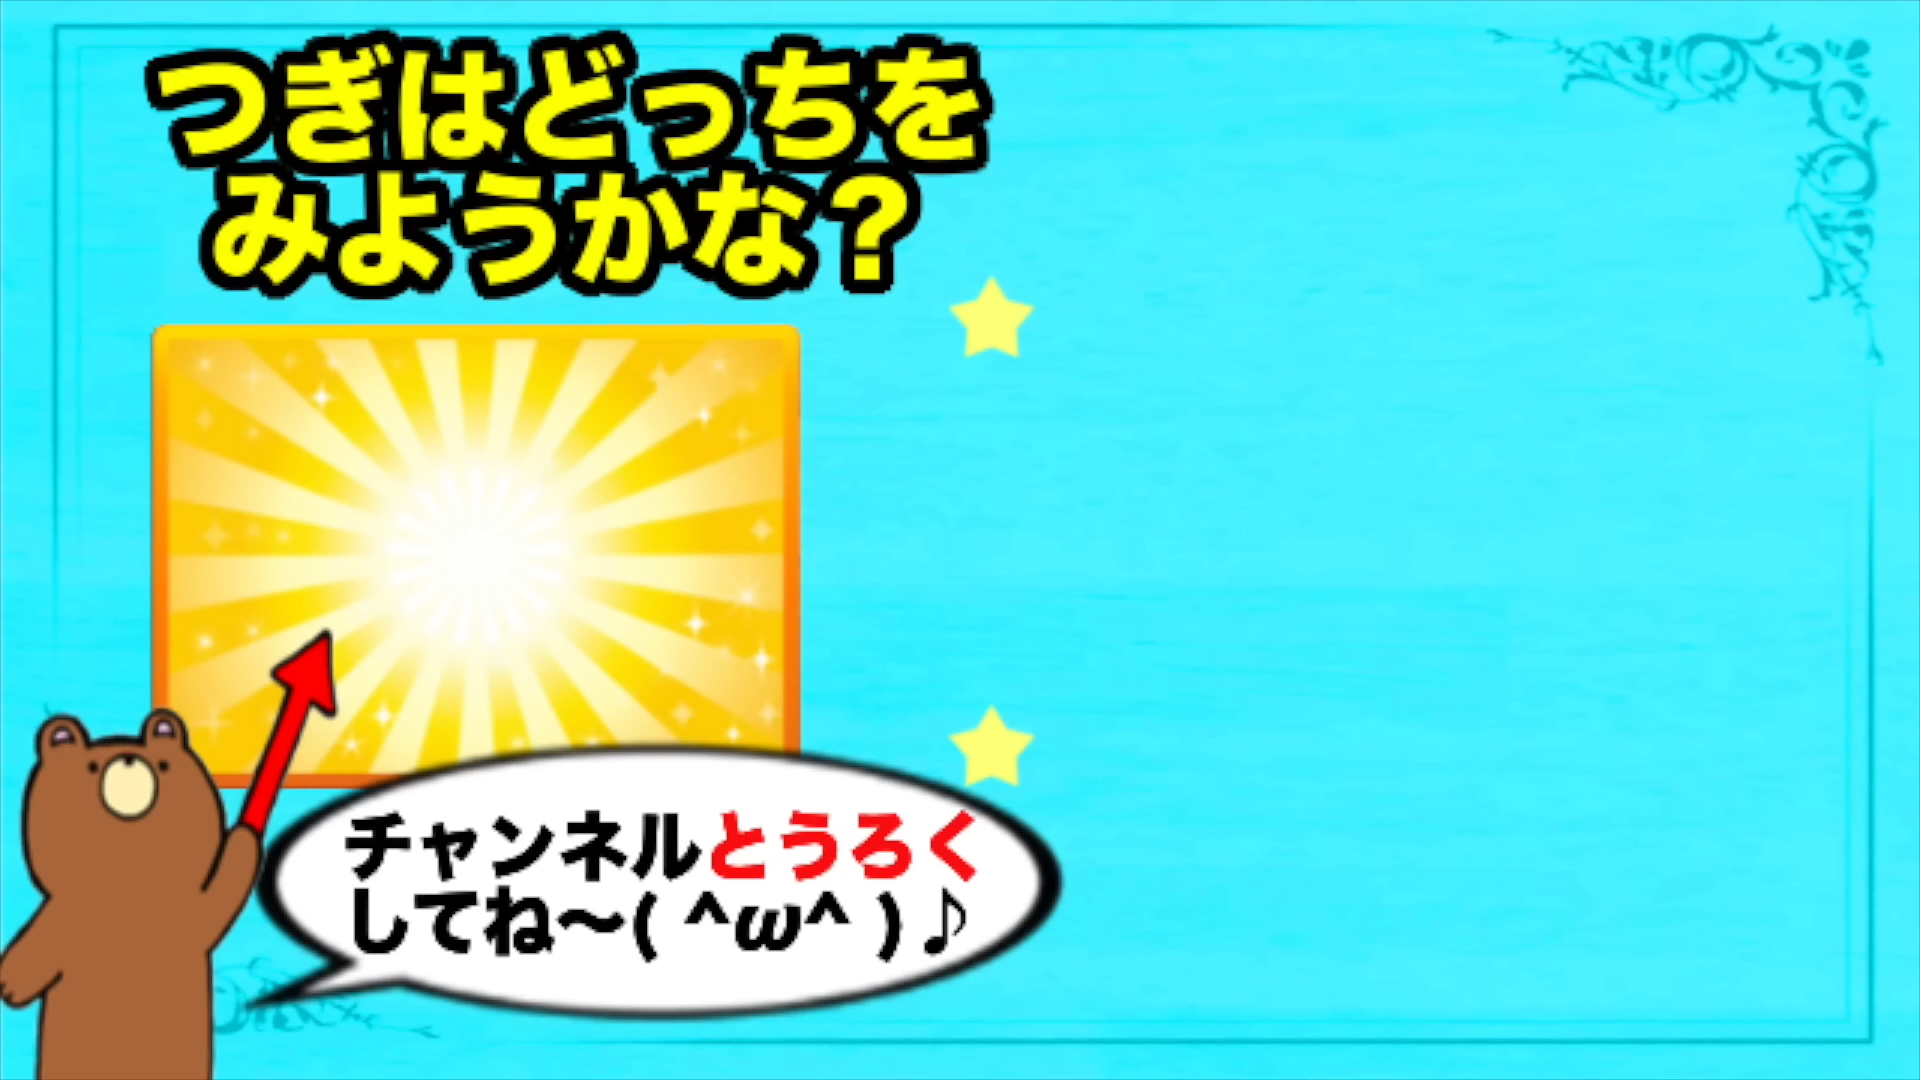 つぎはどっちを
みようかな？
チャンネルとうろく
してね〜( ^ω^ )♪